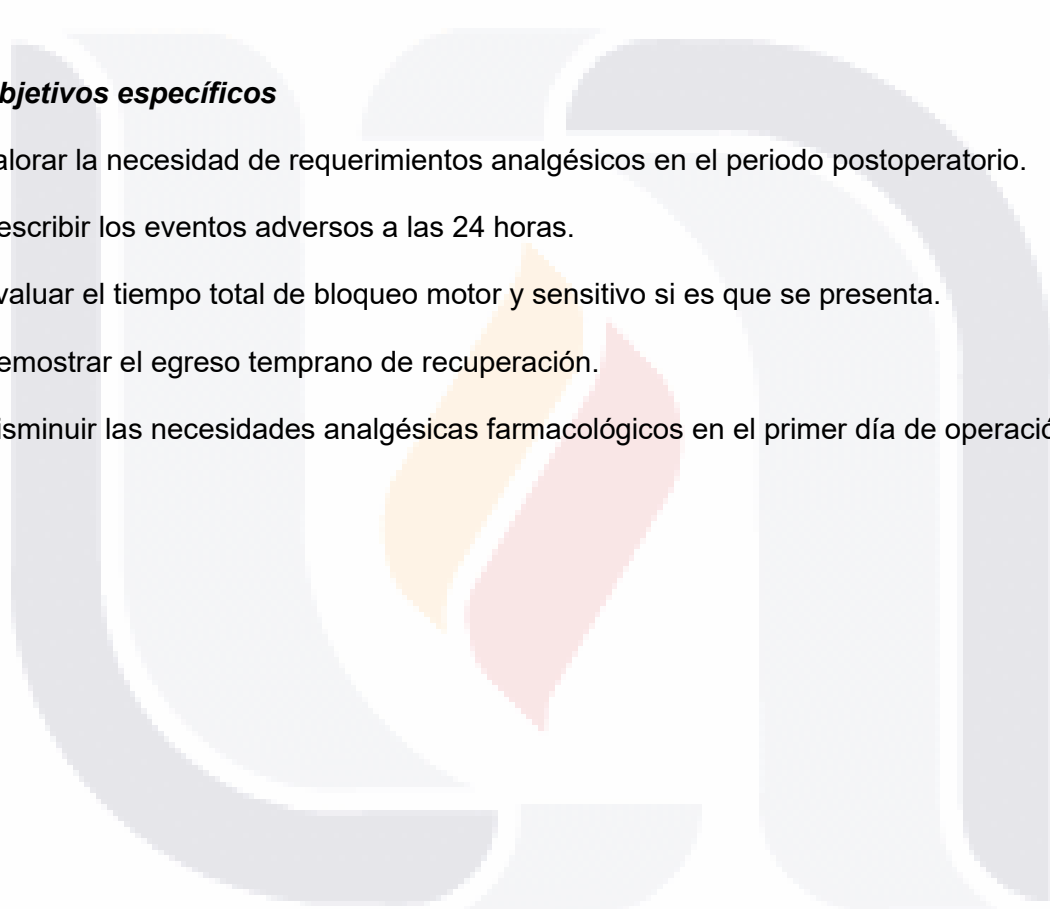 bjetivos específicos
alorar la necesidad de requerimientos analgésicos en el periodo postoperatorio.
escribir los eventos adversos a las 24 horas.
valuar el tiempo total de bloqueo motor y sensitivo si es que se presenta.
emostrar el egreso temprano de recuperación.
isminuir las necesidades analgésicas farmacológicos en el primer día de operació